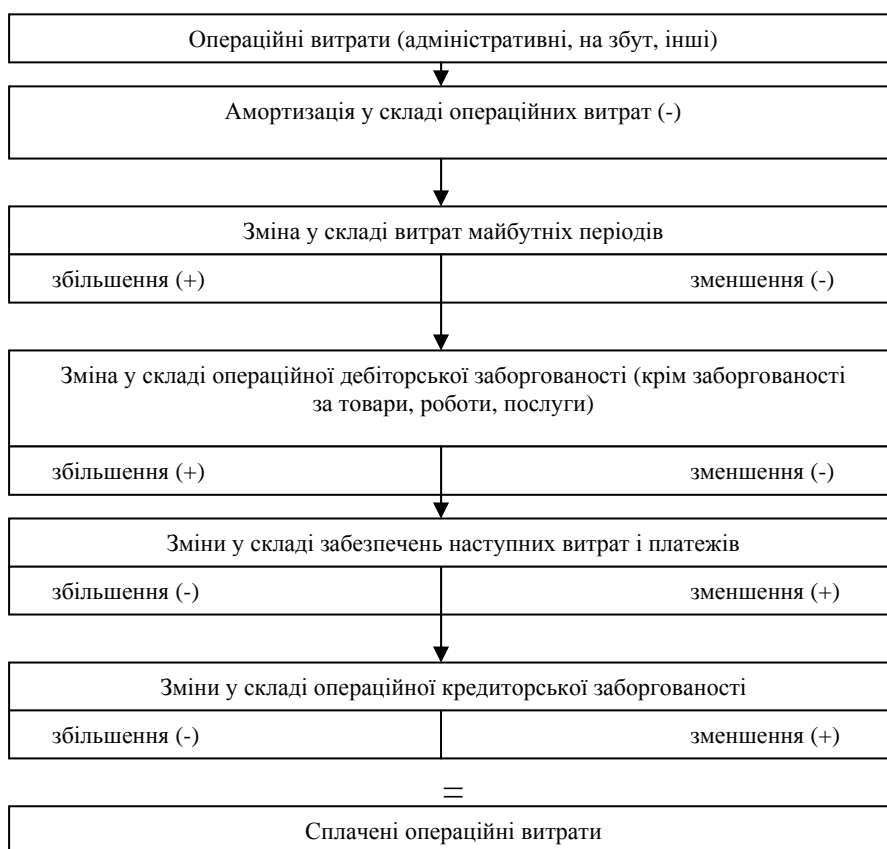 Операційні витрати (адміністративні, на збут, інші)
Амортизація у складі операційних витрат (-)
Зміна у складі витрат майбутніх періодів
збільшення (+) зменшення (-)
Зміна у складі операційної дебіторської заборгованості (крім заборгованості
за товари, роботи, послуги)
збільшення (+) зменшення (-)
Зміни у складі забезпечень наступних витрат і платежів
збільшення (-) зменшення (+)
Зміни у складі операційної кредиторської заборгованості
збільшення (-) зменшення (+)
=
Сплачені операційні витрати